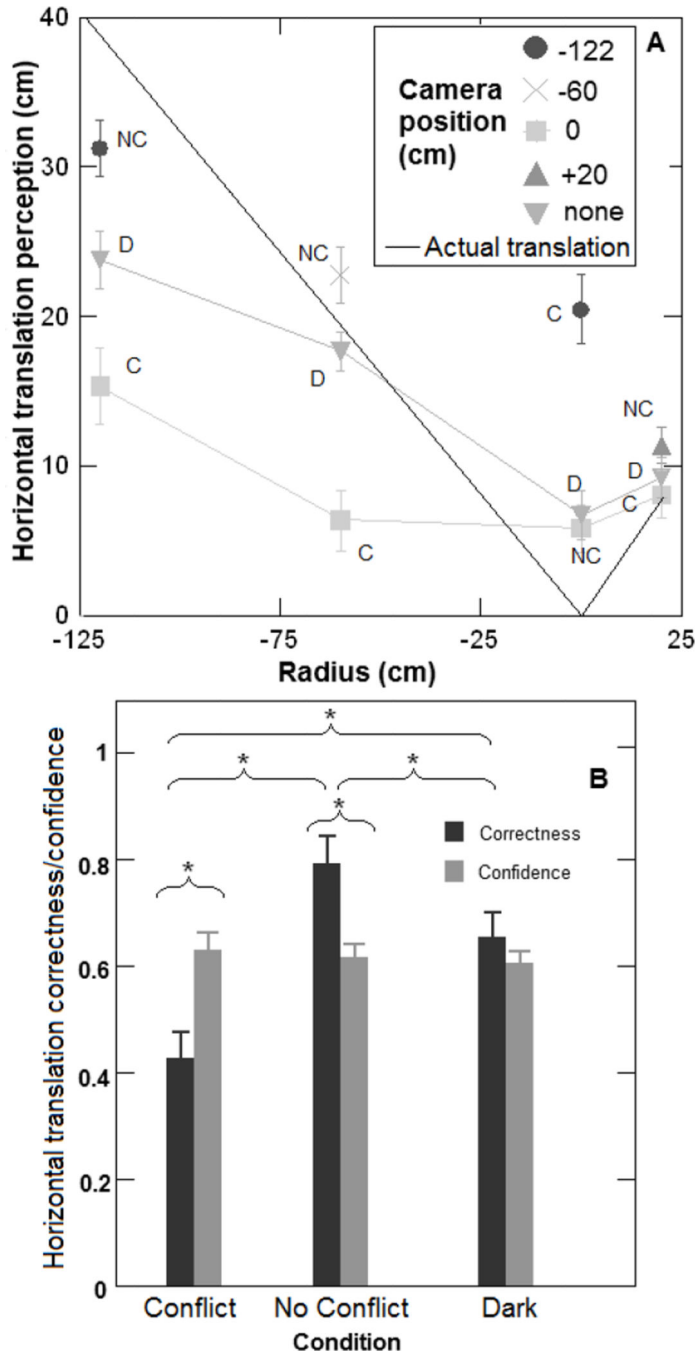 A
Camera position (cm)
-122
-60
0
+20
none
Actual translation
Horizontal translation perception (cm)
40
30
20
10
0
NC
D
C
NC
D
C
C
D
NC
NC
D
C
-125
-75
-25
25
Radius (cm)
B
Horizontal translation correctness/confidence
1
0.8
0.6
0.4
0.2
0
*
*
*
*
*
Correctness
Confidence
Conflict
No Conflict
Dark
Condition